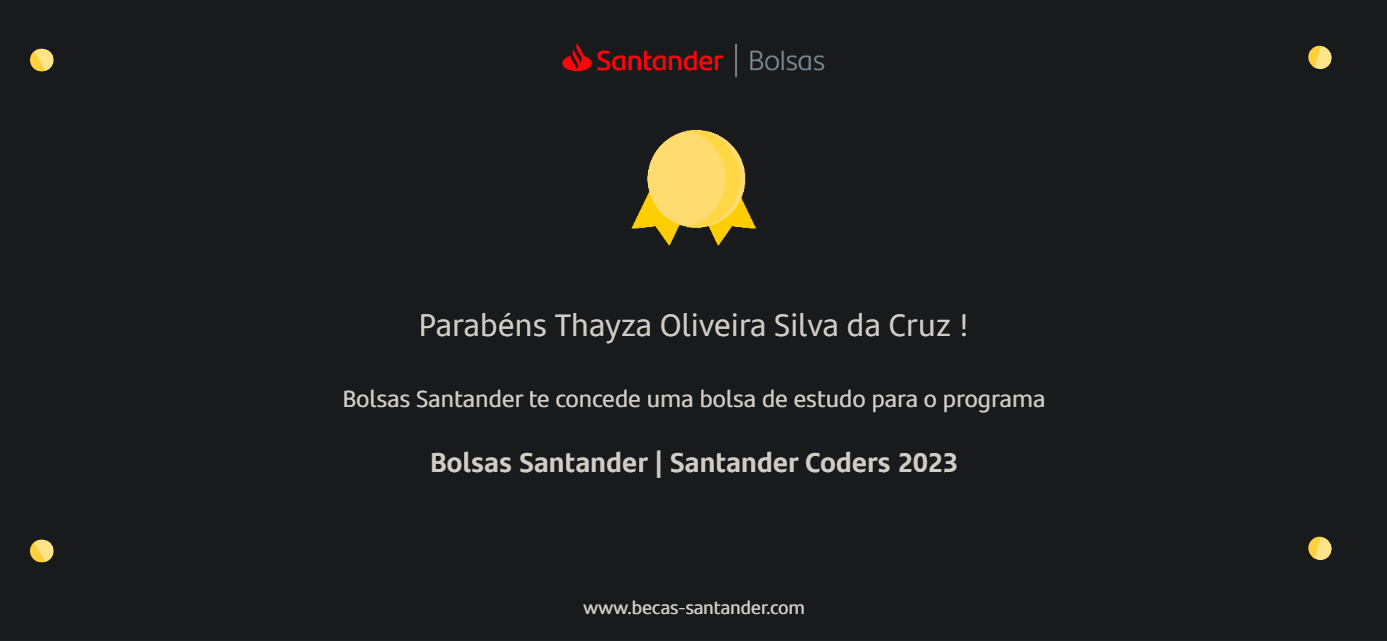 Santander | Bolsas
Parabéns Thayza Oliveira Silva da Cruz !
Bolsas Santander te concede uma bolsa de estudo para o programa
Bolsas Santander | Santander Coders 2023
www.becas-santander.com